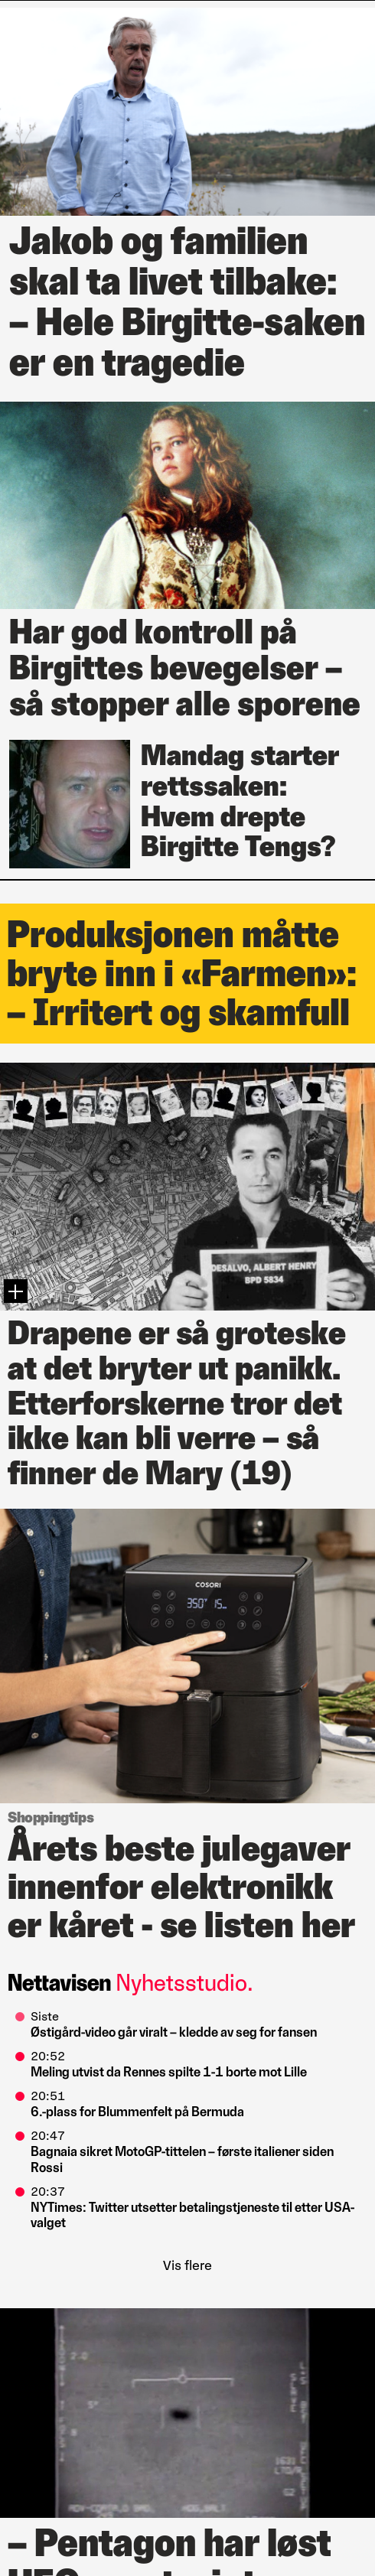 Jakob og familien
skal ta livet tilbake:
– Hele Birgitte-saken
er en tragedie
Har god kontroll på
Birgittes bevegelser –
så stopper alle sporene
Mandag starter
rettssaken:
Hvem drepte
Birgitte Tengs?
Produksjonen måtte
bryte inn i «Farmen»:
– Irritert og skamfull
DESALVO, ALBERT HENRY
BPD 5834
Drapene er så groteske
at det bryter ut panikk.
Etterforskerne tror det
ikke kan bli verre – så
finner de Mary (19)
COSORI
350° 15
Shoppingtips
Årets beste julegaver
innenfor elektronikk
er kåret - se listen her
Nettavisen Nyhetsstudio.
Siste
Østigård-video går viralt – kledde av seg for fansen
20:52
Meling utvist da Rennes spilte 1-1 borte mot Lille
20:51
6.-plass for Blummenfelt på Bermuda
20:47
Bagnaia sikret MotoGP-tittelen – første italiener siden
Rossi
20:37
NYTimes: Twitter utsetter betalingstjeneste til etter USA-
valget
Vis flere
– Pentagon har løst